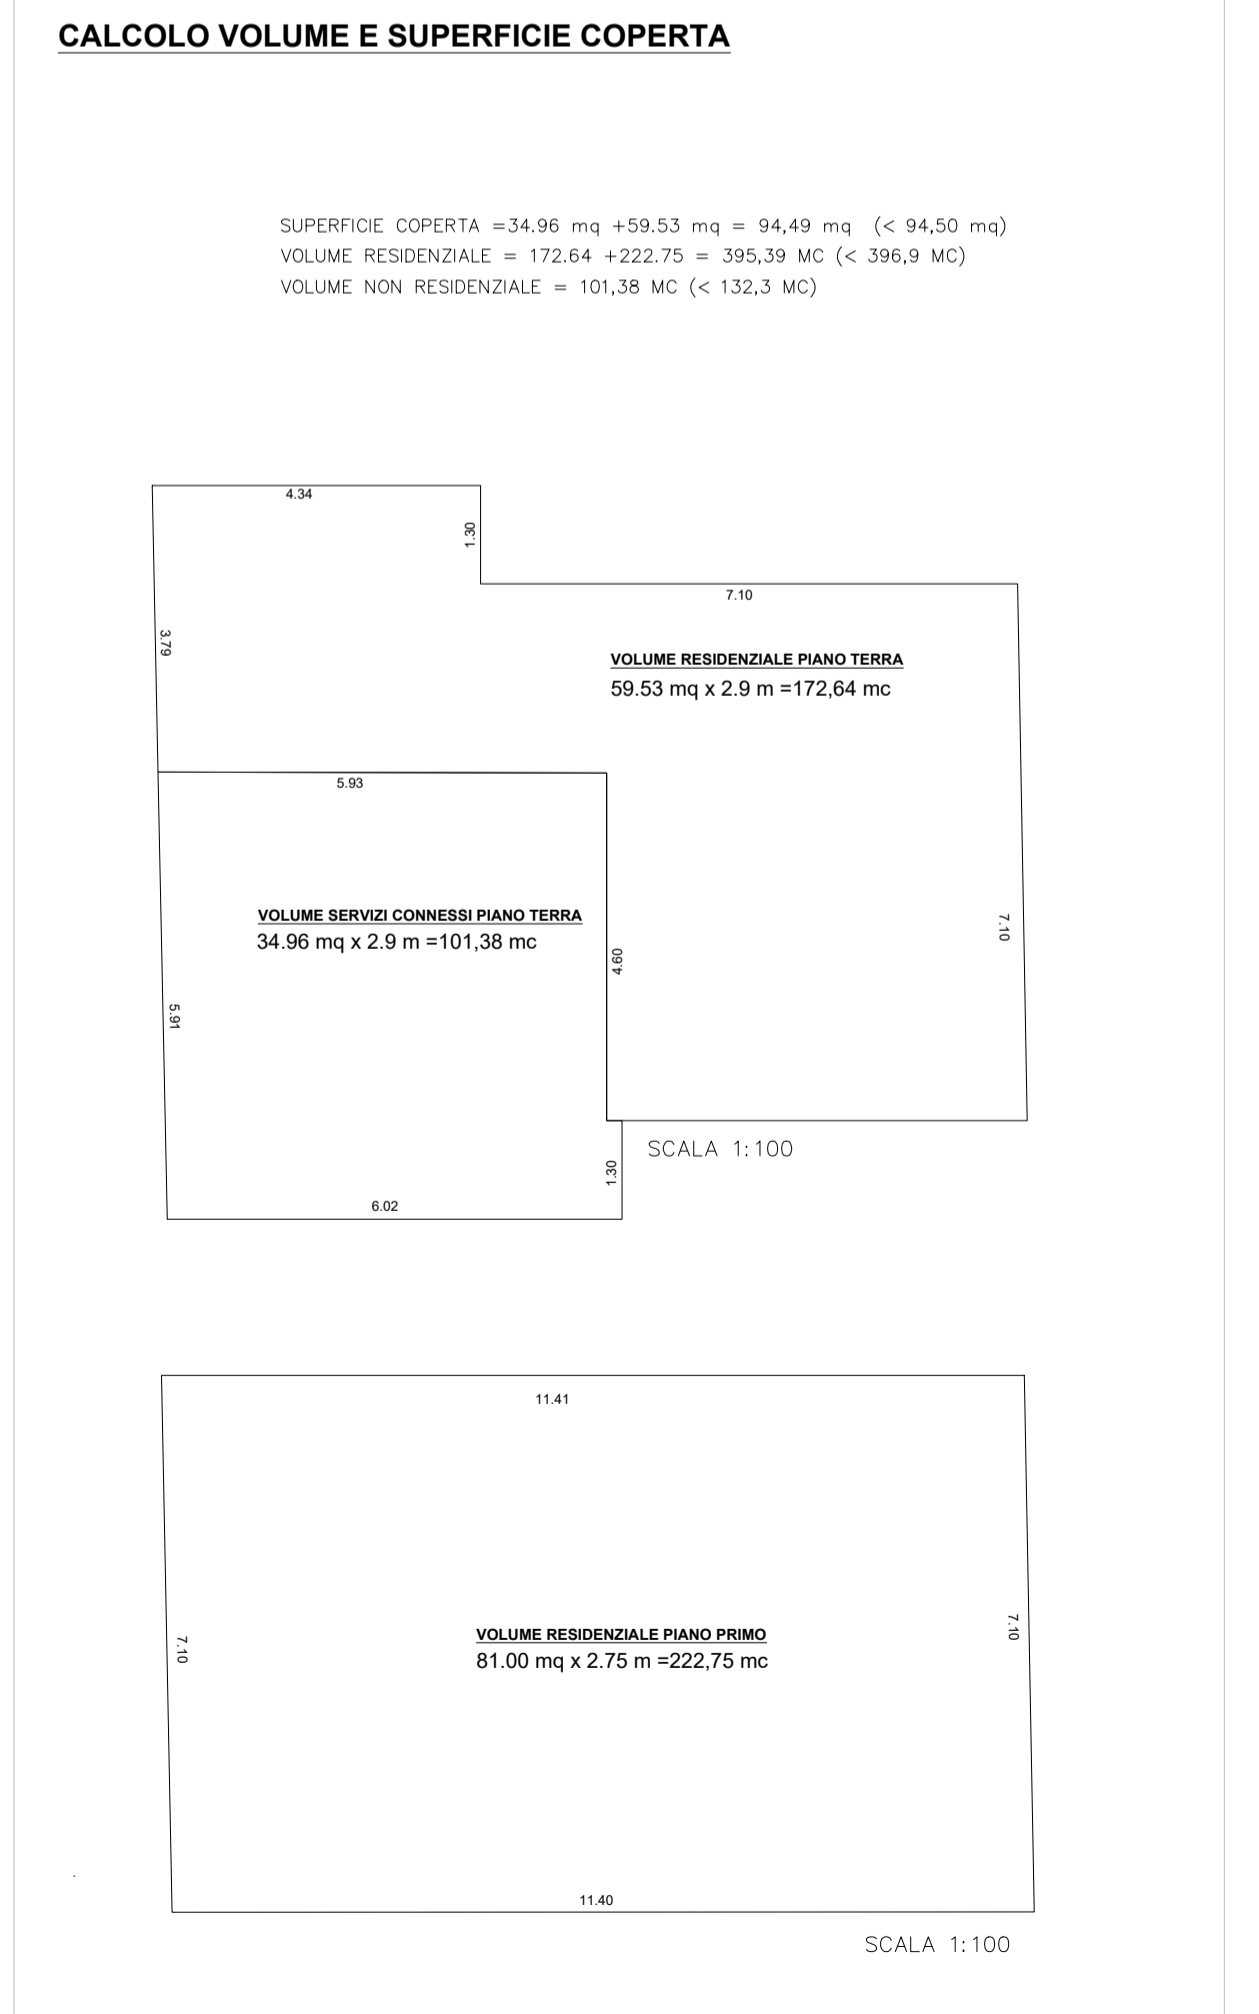 CALCOLO VOLUME E SUPERFICIE COPERTA
SUPERFICIE COPERTA =34.96 mq +59.53 mq = 94,49 mq (< 94,50 mq)
VOLUME RESIDENZIALE = 172.64 +222.75 = 395,39 MC (< 396,9 MC)
VOLUME NON RESIDENZIALE = 101,38 MC (< 132,3 MC)
4.34
1.30
7.10
3.79
VOLUME RESIDENZIALE PIANO TERRA
59.53 mq x 2.9 m =172,64 mc
5.93
VOLUME SERVIZI CONNESSI PIANO TERRA
34.96 mq x 2.9 m =101,38 mc
7.10
4.60
5.91
SCALA 1:100
1.30
6.02
11.41
VOLUME RESIDENZIALE PIANO PRIMO
81.00 mq x 2.75 m =222,75 mc
7.10
7.10
11.40
SCALA 1:100